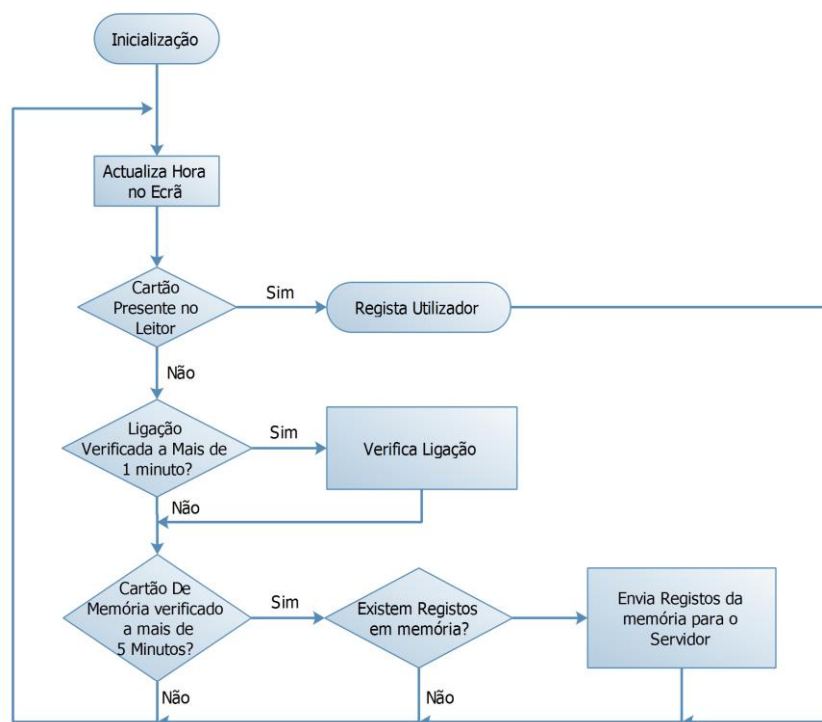 Inicialização
Actualiza Hora
no Ecrã
Cartão
Presente no
Leitor
Sim
Regista Utilizador
Não
Ligação
Verificada a Mais de
1 minuto?
Sim
Verifica Ligação
Não
Cartão De
Memória verificado
a mais de
5 Minutos?
Sim
Existem Registos
em memória?
Envia Registos da
memória para o
Servidor
Não
Não